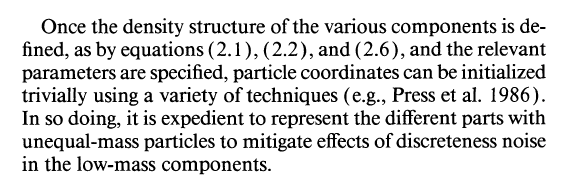 Once the density structure of the various components is de-
fined, as by equations (2.1), (2.2), and (2.6), and the relevant
parameters are specified, particle coordinates can be initialized
trivially using a variety of techniques (e.g., Press et al. 1986).
In so doing, it is expedient to represent the different parts with
unequal-mass particles to mitigate effects of discreteness noise
in the low-mass components.